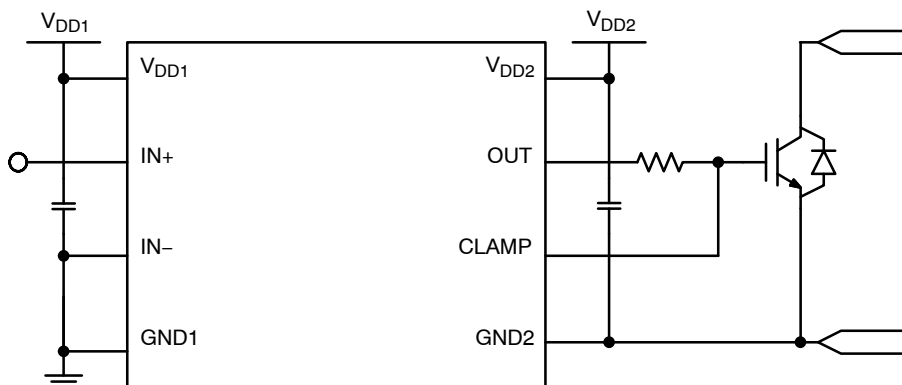 VDD1
VDD2
VDD1
VDD2
IN+
OUT
IN−
CLAMP
GND1
GND2